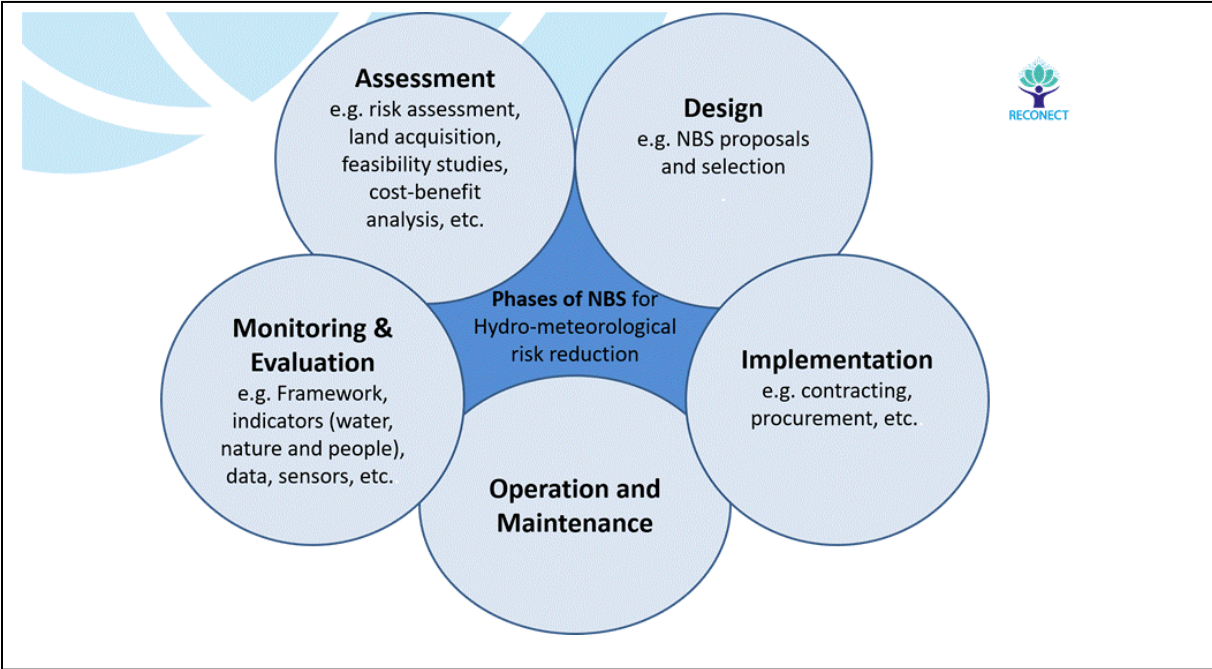 Assessment
e.g. risk assessment,
land acquisition,
feasibility studies,
cost-benefit
analysis, etc.
Design
e.g. NBS proposals
and selection
.
RECONECT
Phases of NBS for
Hydro-meteorological
risk reduction
Monitoring &
Evaluation
e.g. Framework,
indicators (water,
nature and people),
data, sensors, etc.
Implementation
e.g. contracting,
procurement, etc.
Operation and
Maintenance